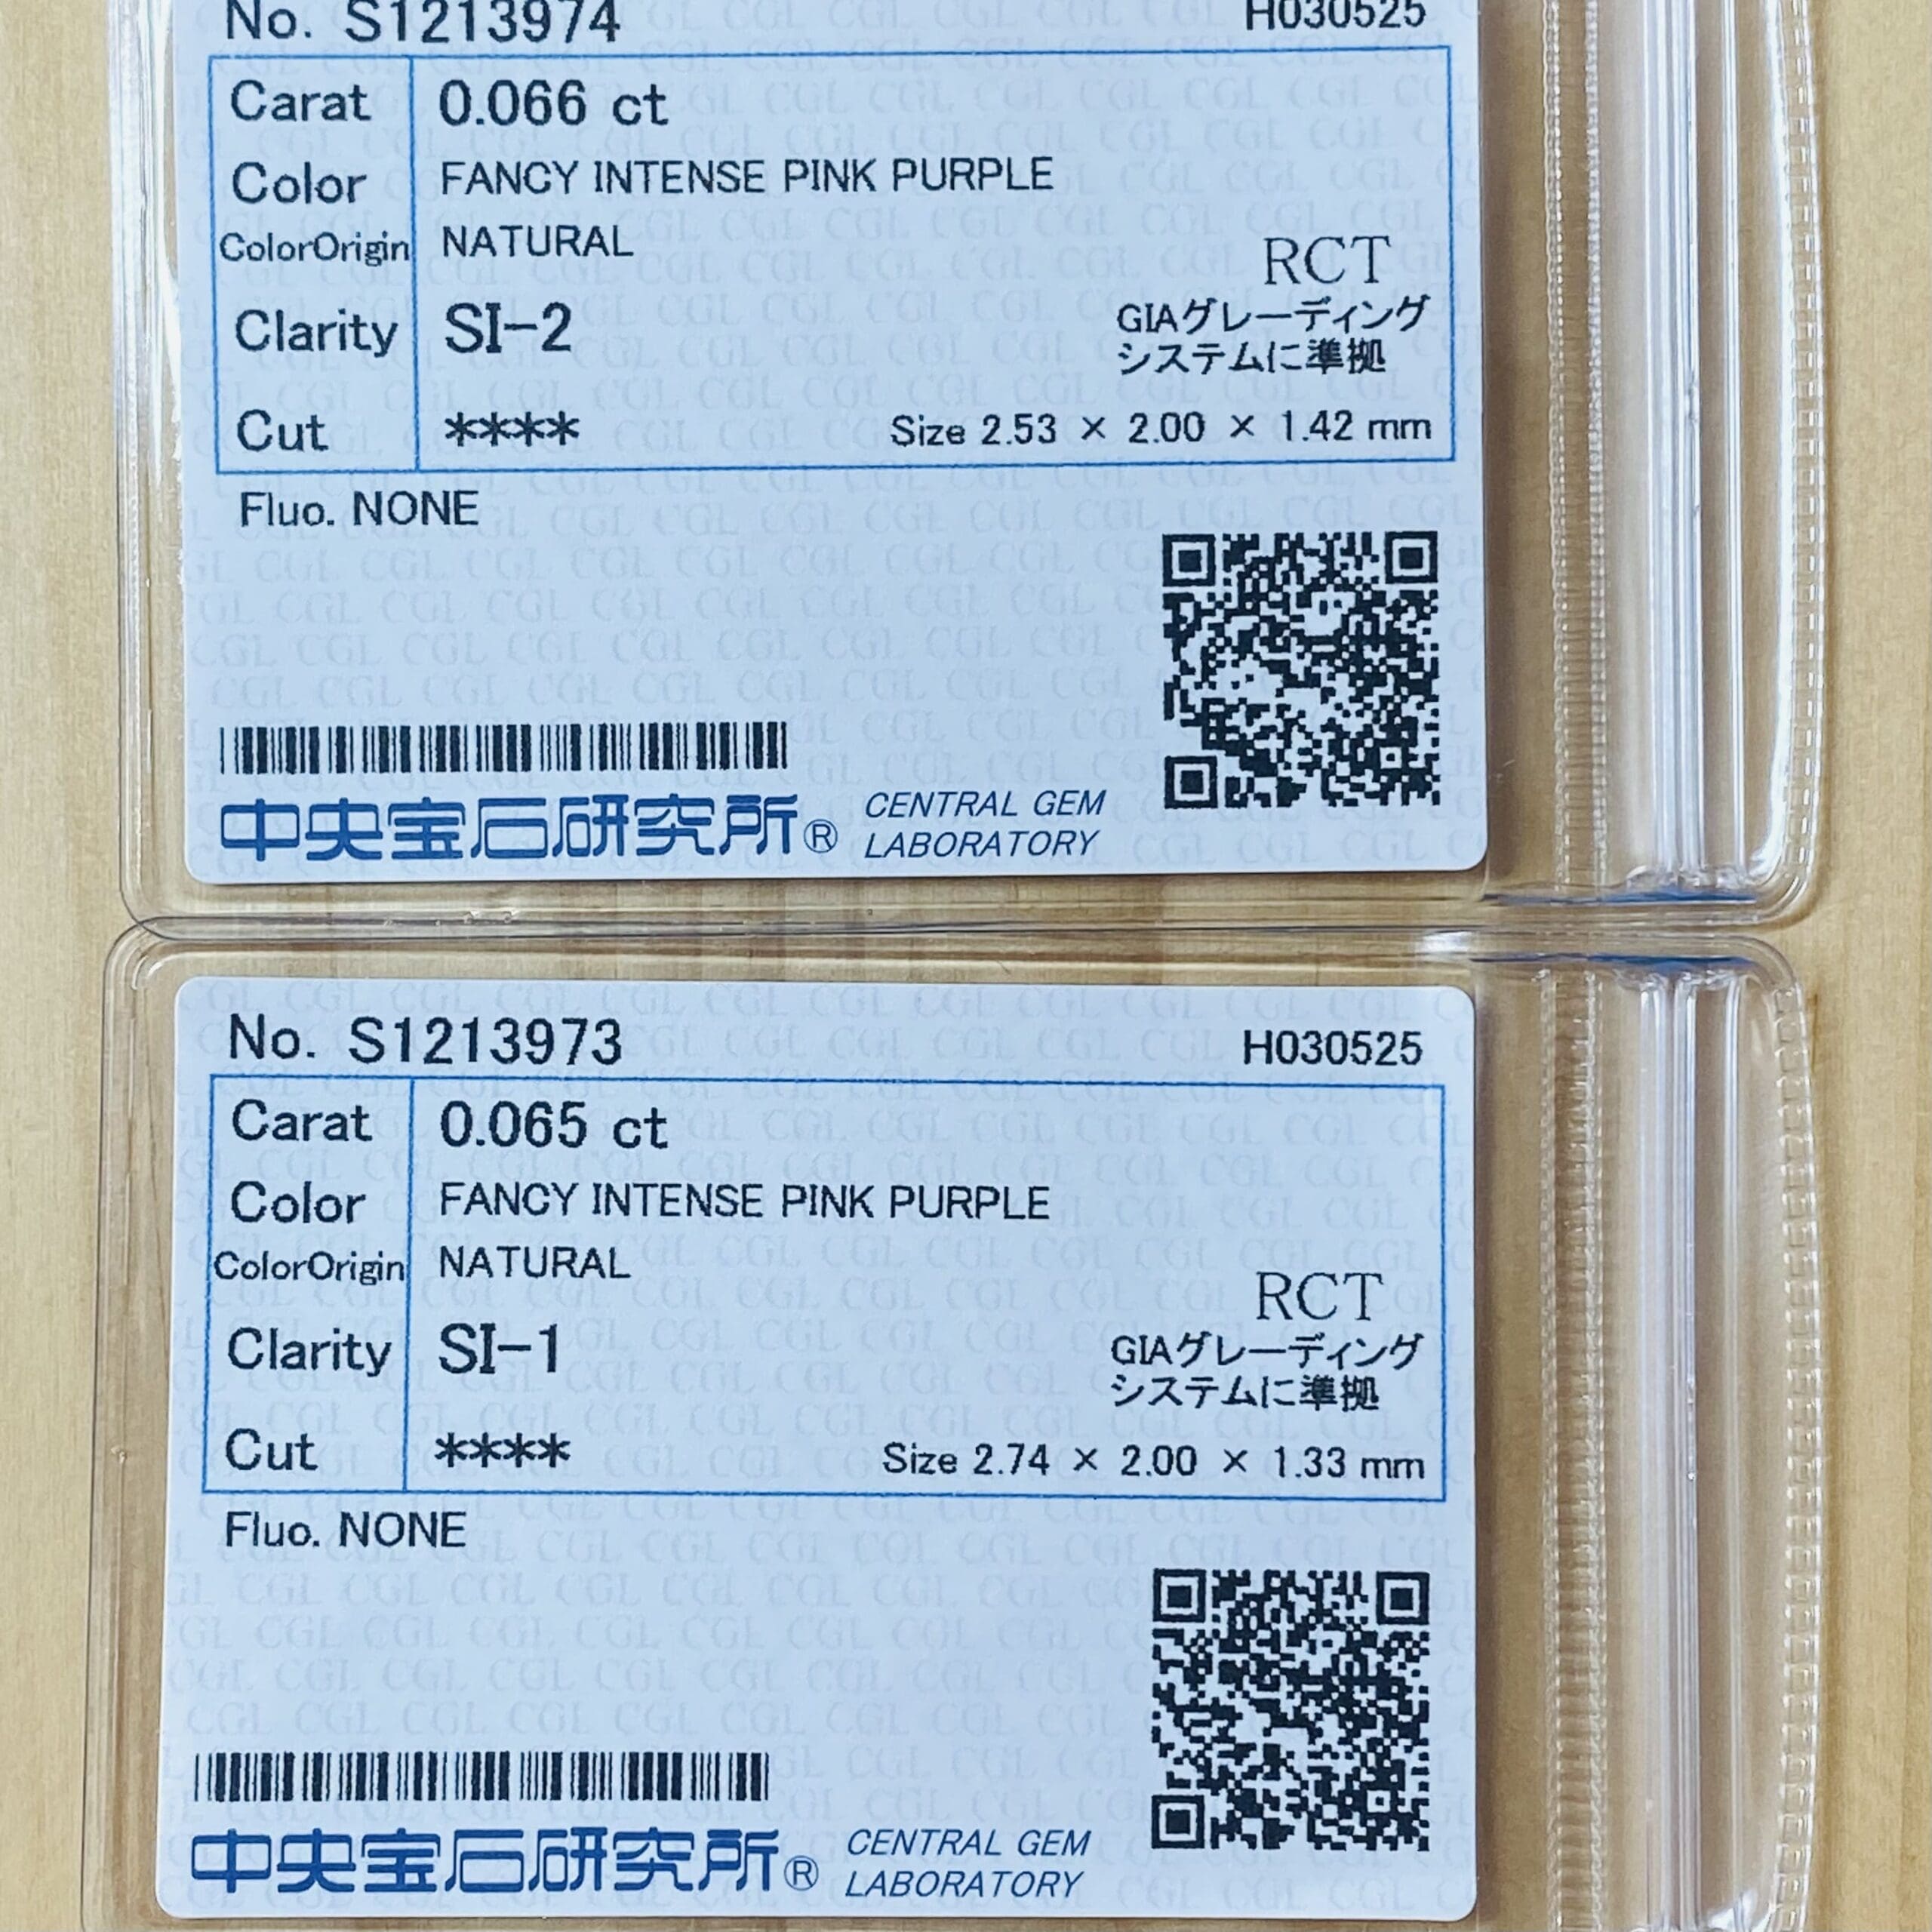 No. S1213974 H030525
Carat 0.066 ct
Color FANCY INTENSE PINK PURPLE
ColorOrigin NATURAL
RCT
Clarity SI-2
GIAグレーディング
システムに準拠
Cut **** Size 2.53 × 2.00 × 1.42 mm
Fluo. NONE
中央宝石研究所® CENTRAL GEM
LABORATORY
No. S1213973 H030525
Carat 0.065 ct
Color FANCY INTENSE PINK PURPLE
ColorOrigin NATURAL
RCT
Clarity SI-1
GIAグレーディング
システムに準拠
Cut **** Size 2.74 × 2.00 × 1.33 mm
Fluo. NONE
中央宝石研究所® CENTRAL GEM
LABORATORY